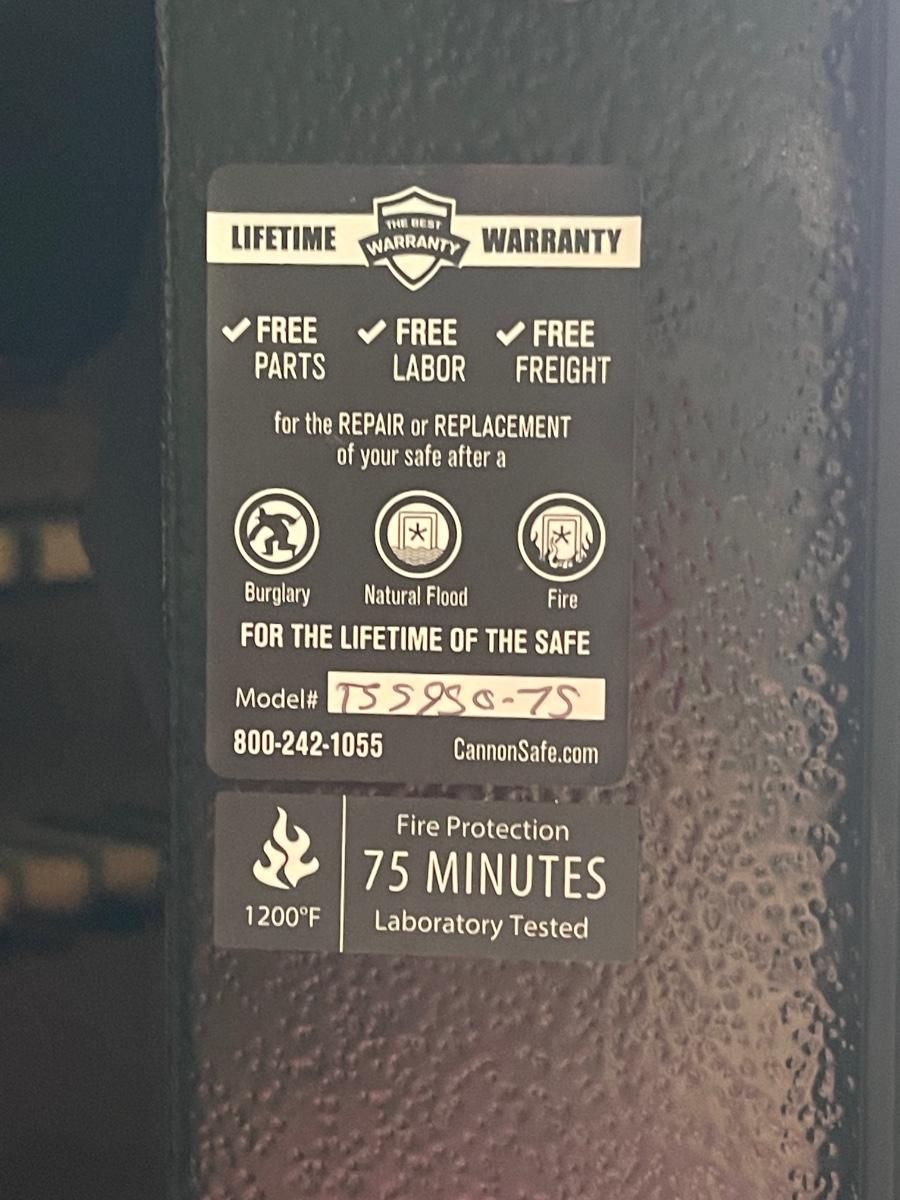 LIFETIME THE BEST WARRANTY WARRANTY
FREE PARTS
FREE LABOR
FREE FREIGHT
for the REPAIR or REPLACEMENT
of your safe after a
Burglary Natural Flood Fire
FOR THE LIFETIME OF THE SAFE
Model# TSS9SO-75
800-242-1055 CannonSafe.com
Fire Protection
75 MINUTES
1200°F Laboratory Tested